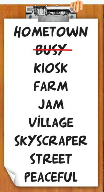 HOMETOWN
BUSY
KIOSK
FARM
JAM
VILLAGE
SKYSCRAPER
STREET
PEACEFUL